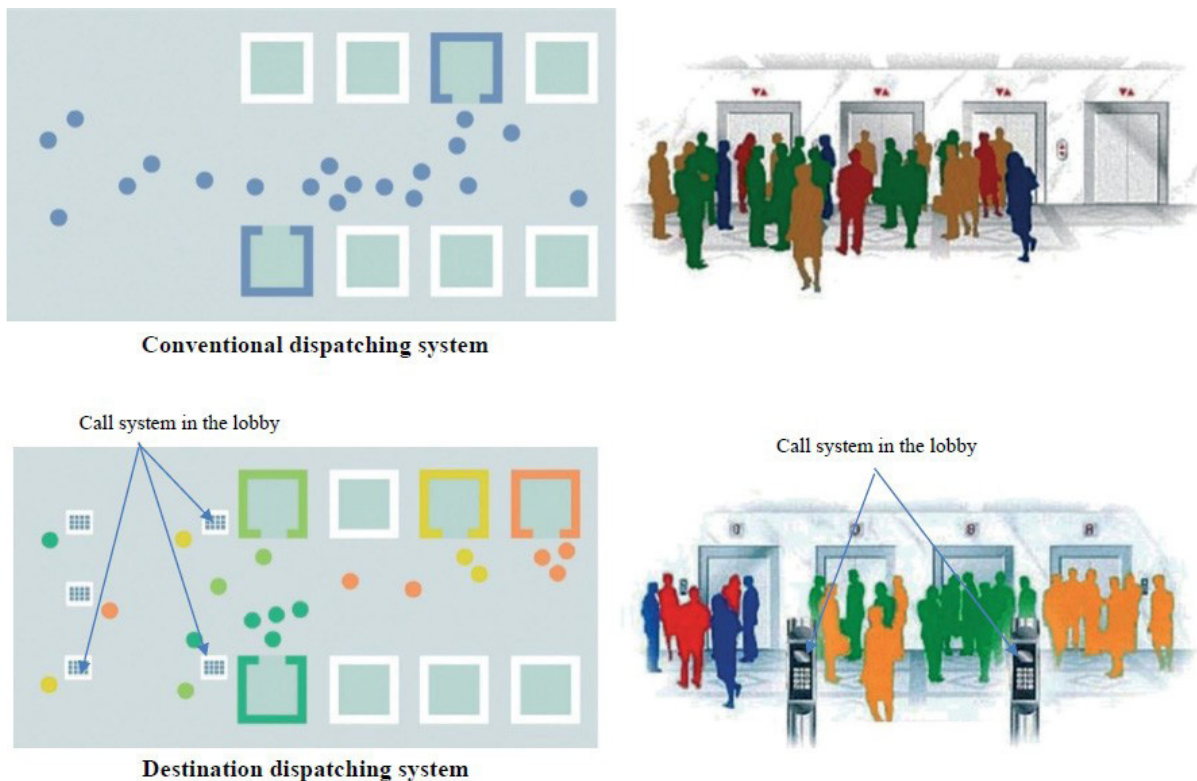 Conventional dispatching system
Call system in the lobby
Call system in the lobby
Destination dispatching system